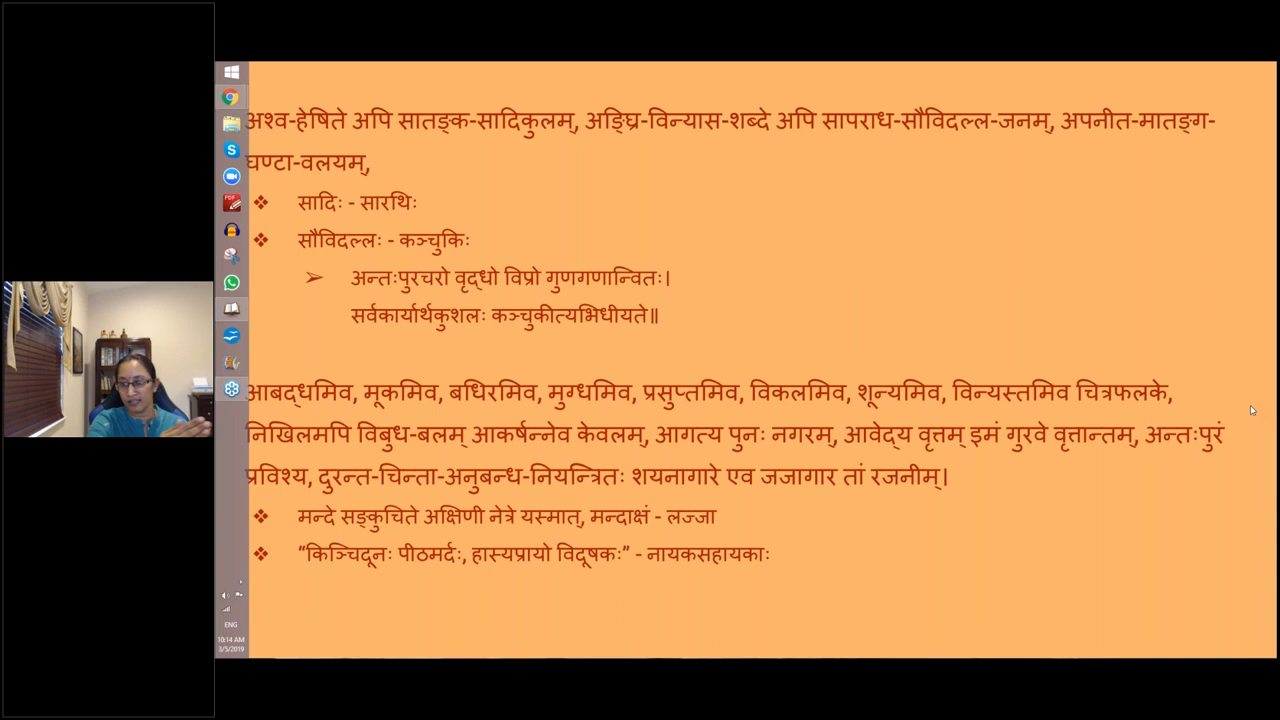 अश्व-हेषिते अपि सातङ्क-सादिकुलम्, अङ्घ्रि-विन्यास-शब्दे अपि सापराध-सौविदल्ल-जनम्, अपनीत-मातङ्ग-
घण्टा-वलयम्,
❖ सादिः - सारथिः
❖ सौविदल्लः - कञ्चुकिः
➢ अन्तःपुरचरो वृद्धो विप्रो गुणगणान्वितः।
सर्वकार्यार्थकुशलः कञ्चुकीत्यभिधीयते॥
आबद्धमिव, मूकमिव, बधिरमिव, मुग्धमिव, प्रसुप्तमिव, विकलमिव, शून्यमिव, विन्यस्तमिव चित्रफलके,
निखिलमपि विबुध-बलम् आकर्षन्नेव केवलम्, आगत्य पुनः नगरम्, आवेद्य वृत्तम् इमं गुरवे वृत्तान्तम्, अन्तःपुरं
प्रविश्य, दुरन्त-चिन्ता-अनुबन्ध-नियन्त्रितः शयनागारे एव जजागार तां रजनीम्।
❖ मन्दे सङ्कुचिते अक्षिणी नेत्रे यस्मात्, मन्दाक्षं - लज्जा
❖ “किञ्चिदूनः पीठमर्दः, हास्यप्रायो विदूषकः” - नायकसहायकाः
PDF
ENG
10:14 AM
3/5/2019